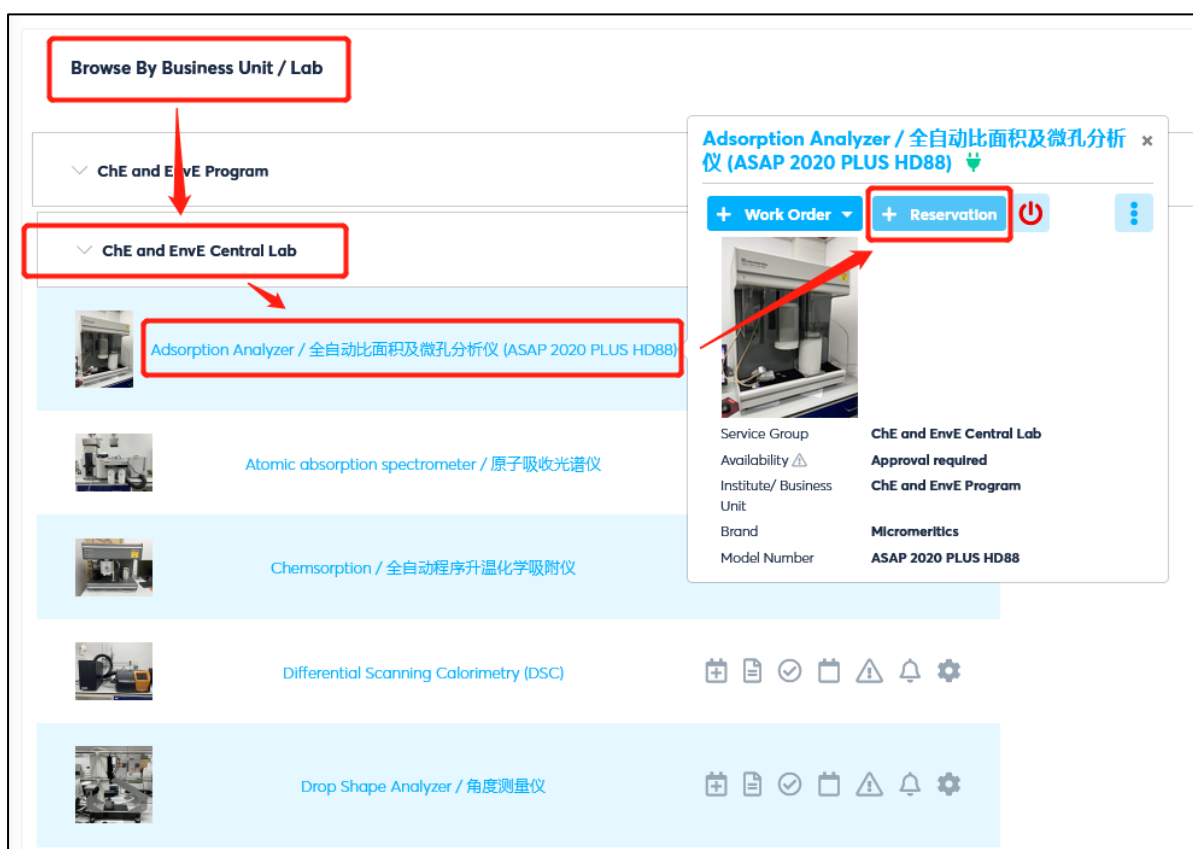 Browse By Business Unit / Lab
ChE and EnvE Program
ChE and EnvE Central Lab
Adsorption Analyzer / 全自动比面积及微孔分析仪 (ASAP 2020 PLUS HD88)
Atomic absorption spectrometer / 原子吸收光谱仪
Chemsorption / 全自动程序升温化学吸附仪
Differential Scanning Calorimetry (DSC)
Drop Shape Analyzer / 角度测量仪
Adsorption Analyzer / 全自动比面积及微孔分析
仪 (ASAP 2020 PLUS HD88)
×
+ Work Order
+ Reservation
Service Group ChE and EnvE Central Lab
Availability Approval required
Institute/ Business ChE and EnvE Program
Unit
Brand Micromeritics
Model Number ASAP 2020 PLUS HD88